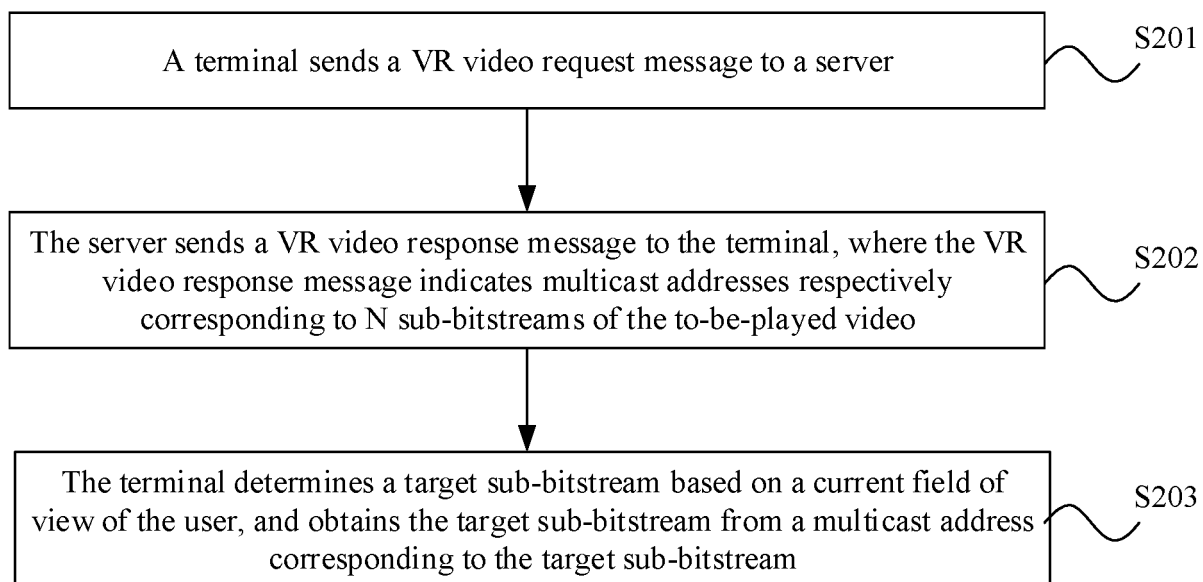 A terminal sends a VR video request message to a server
S201
The server sends a VR video response message to the terminal, where the VR
video response message indicates multicast addresses respectively
corresponding to N sub-bitstreams of the to-be-played video
S202
The terminal determines a target sub-bitstream based on a current field of
view of the user, and obtains the target sub-bitstream from a multicast address
corresponding to the target sub-bitstream
S203